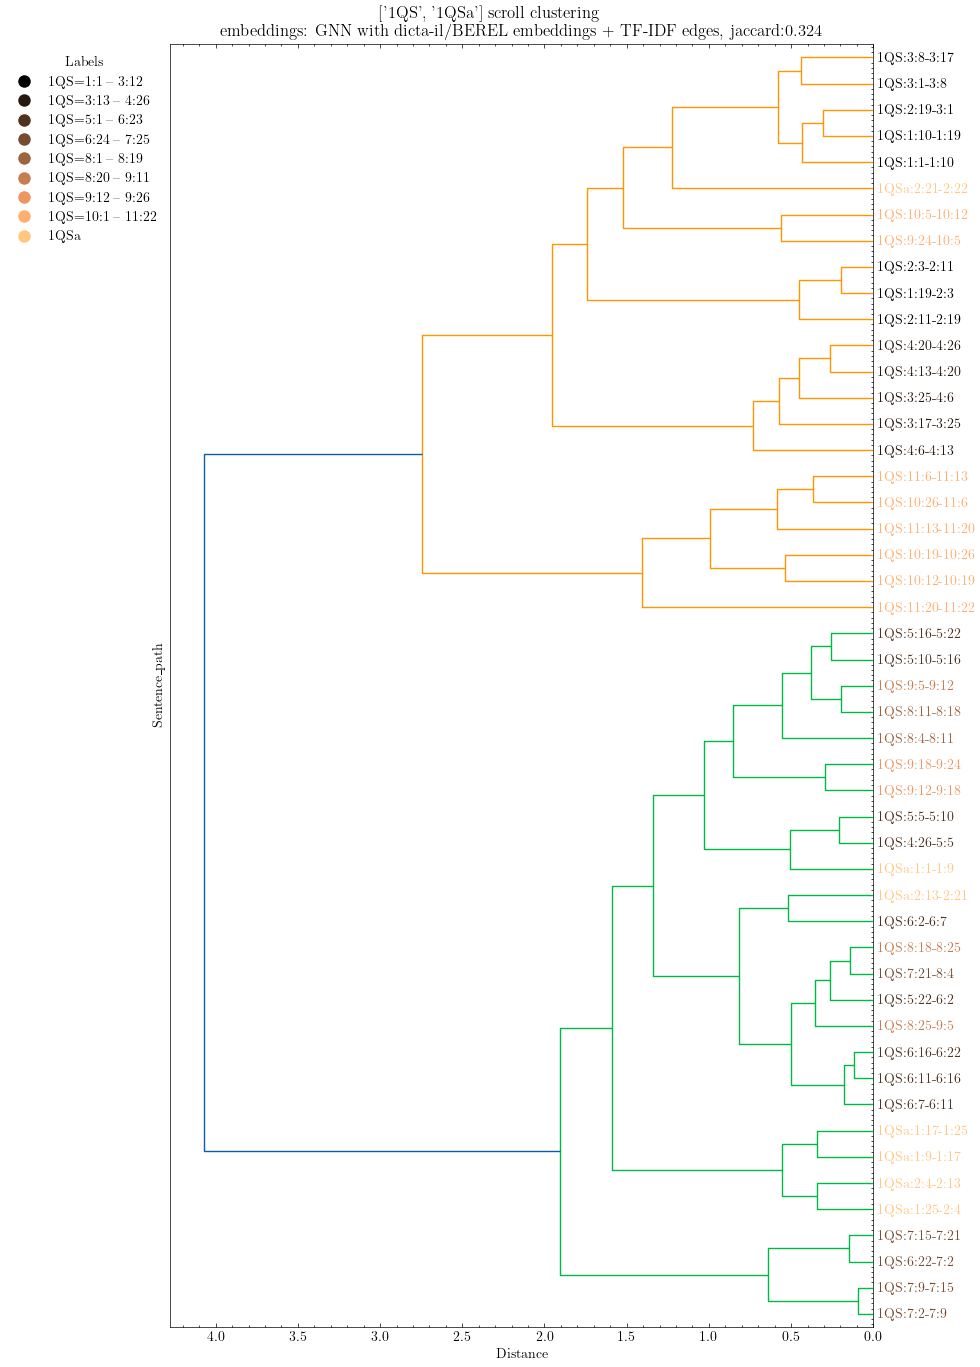 ['1QS', '1QSa'] scroll clustering
embeddings: GNN with dicta-il/BEREL embeddings + TF-IDF edges, jaccard:0.324
Labels
1QS=1:1 – 3:12
1QS=3:13 – 4:26
1QS=5:1 – 6:23
1QS=6:24 – 7:25
1QS=8:1 – 8:19
1QS=8:20 – 9:11
1QS=9:12 – 9:26
1QS=10:1 – 11:22
1QSa
1QS:3:8-3:17
1QS:3:1-3:8
1QS:2:19-3:1
1QS:1:10-1:19
1QS:1:1-1:10
1QSa:2:21-2:22
1QS:10:5-10:12
1QS:9:24-10:5
1QS:2:3-2:11
1QS:1:19-2:3
1QS:2:11-2:19
1QS:4:20-4:26
1QS:4:13-4:20
1QS:3:25-4:6
1QS:3:17-3:25
1QS:4:6-4:13
1QS:11:6-11:13
1QS:10:26-11:6
1QS:11:13-11:20
1QS:10:19-10:26
1QS:10:12-10:19
1QS:11:20-11:22
1QS:5:16-5:22
1QS:5:10-5:16
1QS:9:5-9:12
1QS:8:11-8:18
1QS:8:4-8:11
1QS:9:18-9:24
1QS:9:12-9:18
1QS:5:5-5:10
1QS:4:26-5:5
1QSa:1:1-1:9
1QSa:2:13-2:21
1QS:6:2-6:7
1QS:8:18-8:25
1QS:7:21-8:4
1QS:5:22-6:2
1QS:8:25-9:5
1QS:6:16-6:22
1QS:6:11-6:16
1QS:6:7-6:11
1QSa:1:17-1:25
1QSa:1:9-1:17
1QSa:2:4-2:13
1QSa:1:25-2:4
1QS:7:15-7:21
1QS:6:22-7:2
1QS:7:9-7:15
1QS:7:2-7:9
Sentence_path
4.0 3.5 3.0 2.5 2.0 1.5 1.0 0.5 0.0
Distance